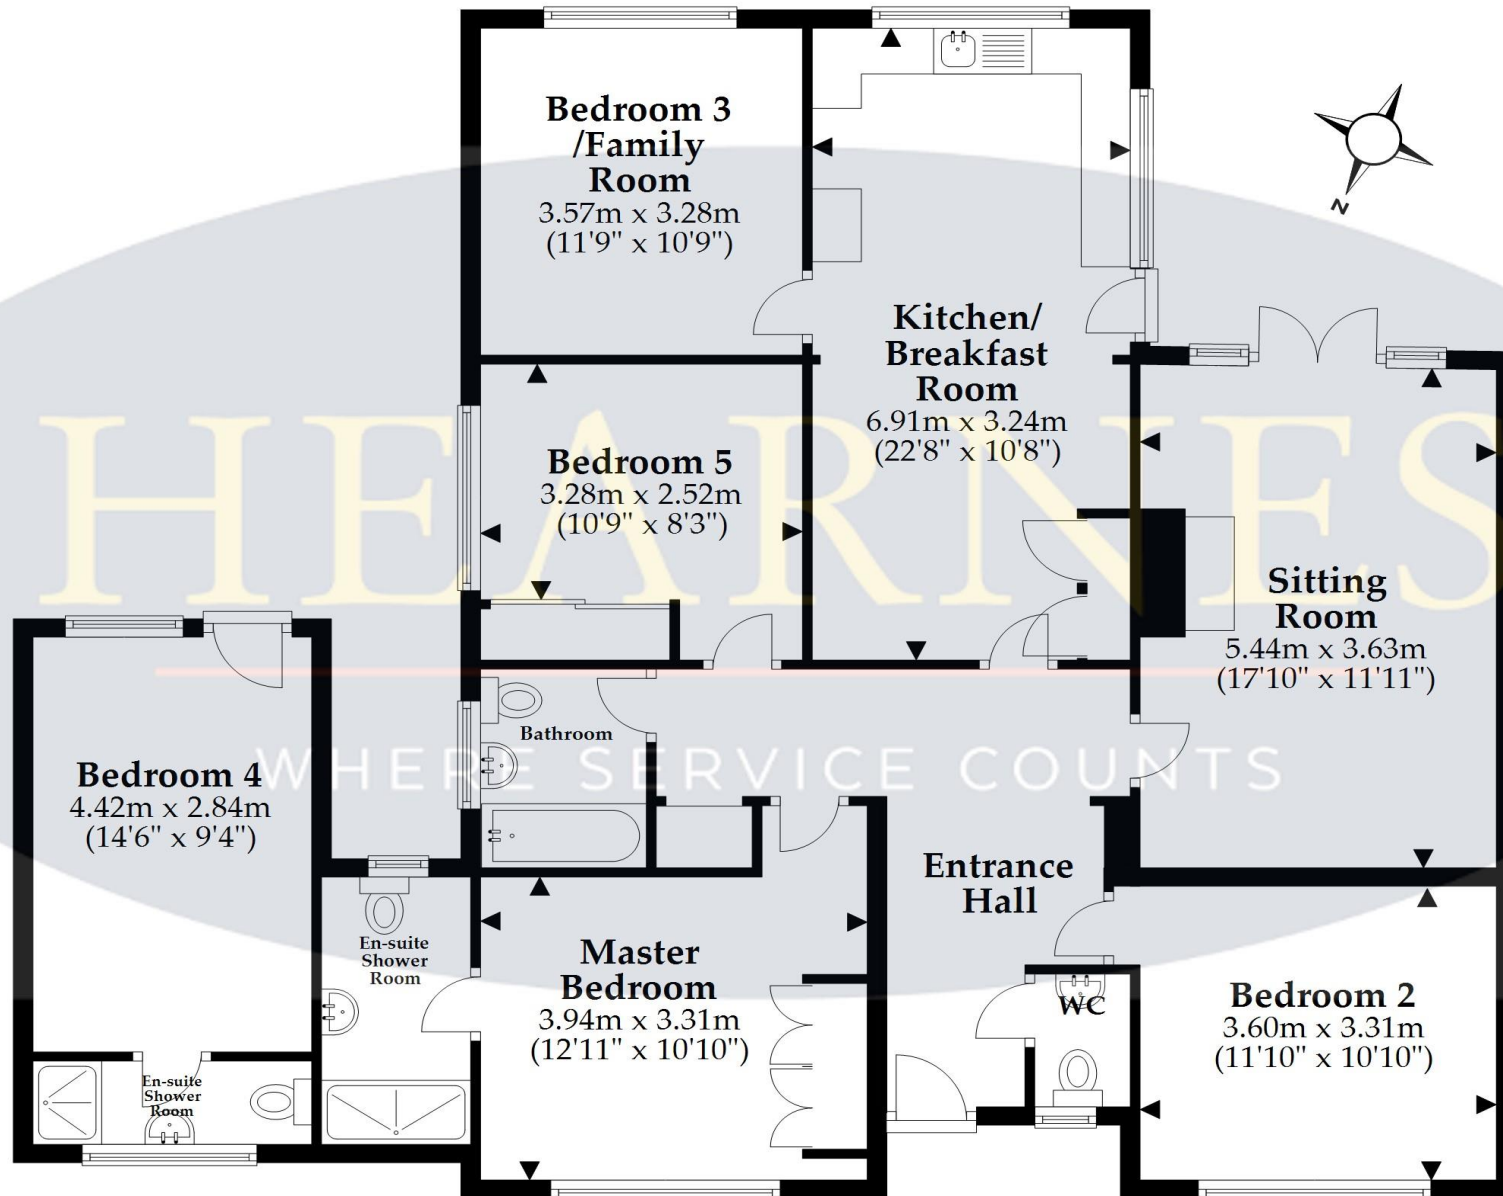 Bedroom 3
/Family
Room
3.57m x 3.28m
(11'9" x 10'9")
Kitchen/
Breakfast
Room
6.91m x 3.24m
(22'8" x 10'8")
N
Bedroom 5
3.28m x 2.52m
(10'9" x 8'3")
Sitting
Room
5.44m x 3.63m
(17'10" x 11'11")
HEARNES
WHERE SERVICE COUNTS
Bathroom
Bedroom 4
4.42m x 2.84m
(14'6" x 9'4")
Entrance
Hall
En-suite
Shower
Room
Master
Bedroom
3.94m x 3.31m
(12'11" x 10'10")
WC
Bedroom 2
3.60m x 3.31m
(11'10" x 10'10")
En-suite
Shower
Room